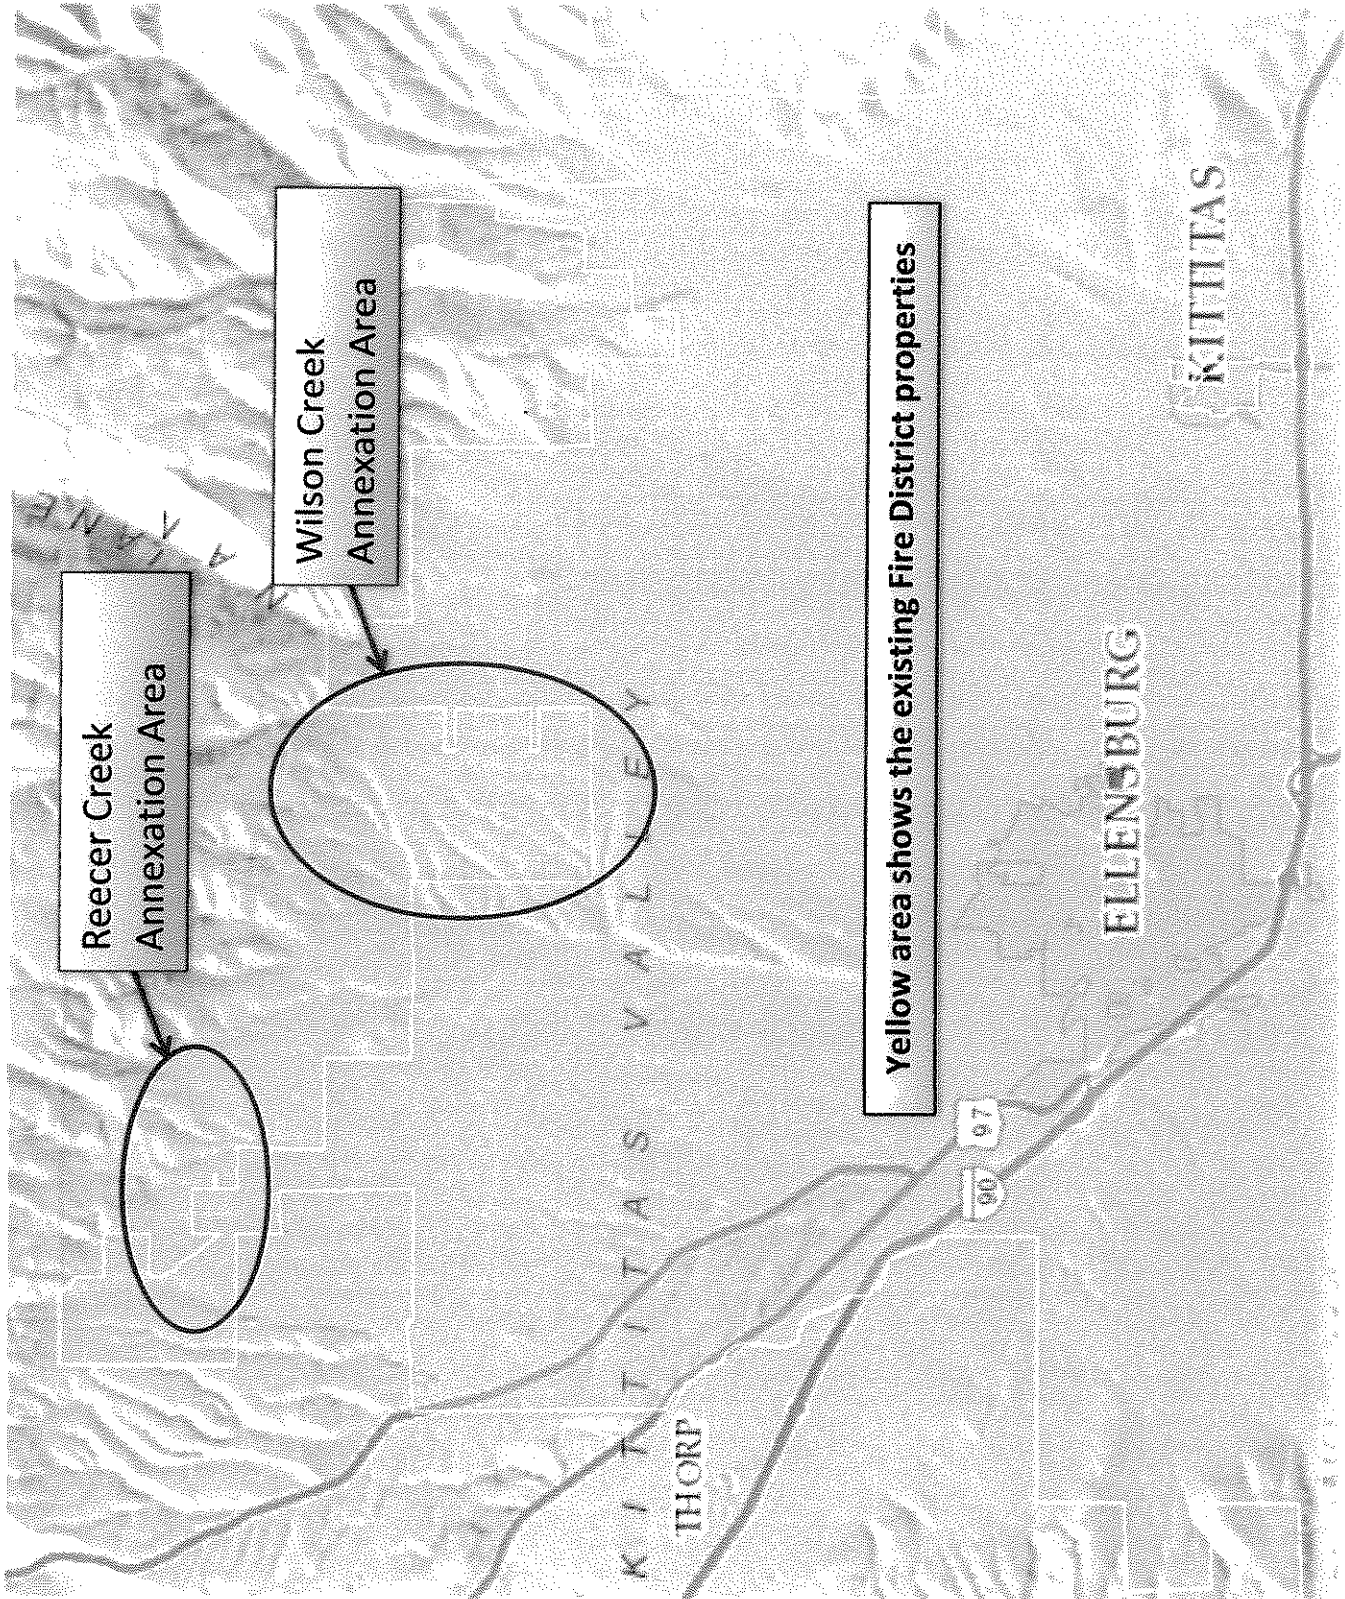 Reecer Creek
Annexation Area
Wilson Creek
Annexation Area
KITTITAS VALLEY
THORP
Yellow area shows the existing Fire District properties
97
90
ELLENSBURG
KITTITAS